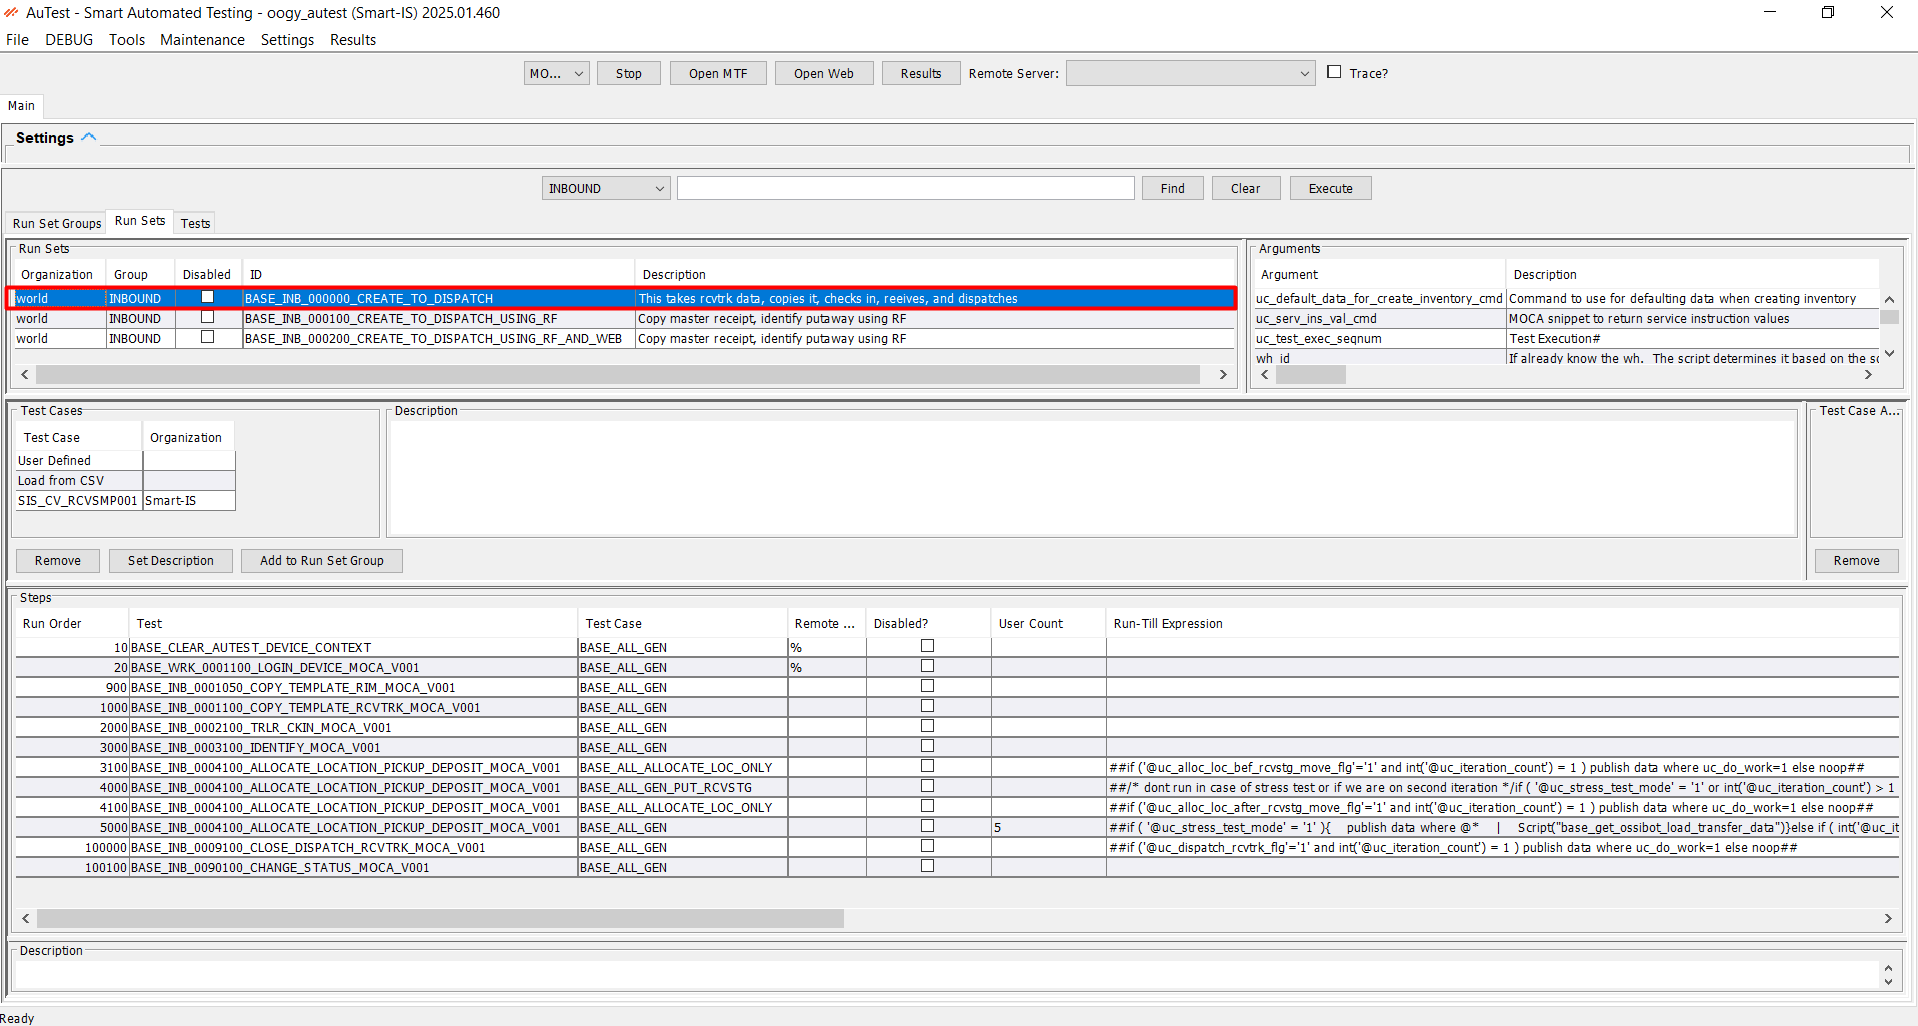 AuTest - Smart Automated Testing - oogy_autest (Smart-IS) 2025.01.460
File DEBUG Tools Maintenance Settings Results
MO... Stop Open MTF Open Web Results Remote Server: Trace?
Main
Settings
INBOUND Find Clear Execute
Run Set Groups Run Sets Tests
Run Sets
Organization Group Disabled ID Description
world INBOUND BASE_INB_000000_CREATE_TO_DISPATCH This takes rcvtrk data, copies it, checks in, reeives, and dispatches
world INBOUND BASE_INB_000100_CREATE_TO_DISPATCH_USING_RF Copy master receipt, identify putaway using RF
world INBOUND BASE_INB_000200_CREATE_TO_DISPATCH_USING_RF_AND_WEB Copy master receipt, identify putaway using RF
Arguments
Argument Description
uc_default_data_for_create_inventory_cmd Command to use for defaulting data when creating inventory
uc_serv_ins_val_cmd MOCA snippet to return service instruction values
uc_test_exec_seqnum Test Execution#
wh_id If already know the wh. The script determines it based on the sc
Test Cases
Test Case Organization
User Defined
Load from CSV
SIS_CV_RCVSMP001 Smart-IS
Description
Test Case A...
Remove Set Description Add to Run Set Group Remove
Steps
Run Order Test Test Case Remote ... Disabled? User Count Run-Till Expression
10 BASE_CLEAR_AUTEST_DEVICE_CONTEXT BASE_ALL_GEN %
20 BASE_WRK_0001100_LOGIN_DEVICE_MOCA_V001 BASE_ALL_GEN %
900 BASE_INB_0001050_COPY_TEMPLATE_RIM_MOCA_V001 BASE_ALL_GEN
1000 BASE_INB_0001100_COPY_TEMPLATE_RCVTRK_MOCA_V001 BASE_ALL_GEN
2000 BASE_INB_0002100_TRLR_CKIN_MOCA_V001 BASE_ALL_GEN
3000 BASE_INB_0003100_IDENTIFY_MOCA_V001 BASE_ALL_GEN
3100 BASE_INB_0004100_ALLOCATE_LOCATION_PICKUP_DEPOSIT_MOCA_V001 BASE_ALL_ALLOCATE_LOC_ONLY ##if ('@uc_alloc_loc_bef_rcvstg_move_flg'='1' and int('@uc_iteration_count') = 1 ) publish data where uc_do_work=1 else noop##
4000 BASE_INB_0004100_ALLOCATE_LOCATION_PICKUP_DEPOSIT_MOCA_V001 BASE_ALL_GEN_PUT_RCVSTG ##/* dont run in case of stress test or if we are on second iteration */if ( '@uc_stress_test_mode' = '1' or int('@uc_iteration_count') > 1
4100 BASE_INB_0004100_ALLOCATE_LOCATION_PICKUP_DEPOSIT_MOCA_V001 BASE_ALL_ALLOCATE_LOC_ONLY ##if ('@uc_alloc_loc_after_rcvstg_move_flg'='1' and int('@uc_iteration_count') = 1 ) publish data where uc_do_work=1 else noop##
5000 BASE_INB_0004100_ALLOCATE_LOCATION_PICKUP_DEPOSIT_MOCA_V001 BASE_ALL_GEN 5 ##if ( '@uc_stress_test_mode' = '1' ){ publish data where @* | Script("base_get_ossibot_load_transfer_data")}else if ( int('@uc_it
100000 BASE_INB_0009100_CLOSE_DISPATCH_RCVTRK_MOCA_V001 BASE_ALL_GEN ##if ('@uc_dispatch_rcvtrk_flg'='1' and int('@uc_iteration_count') = 1 ) publish data where uc_do_work=1 else noop##
100100 BASE_INB_0090100_CHANGE_STATUS_MOCA_V001 BASE_ALL_GEN
Description
Ready